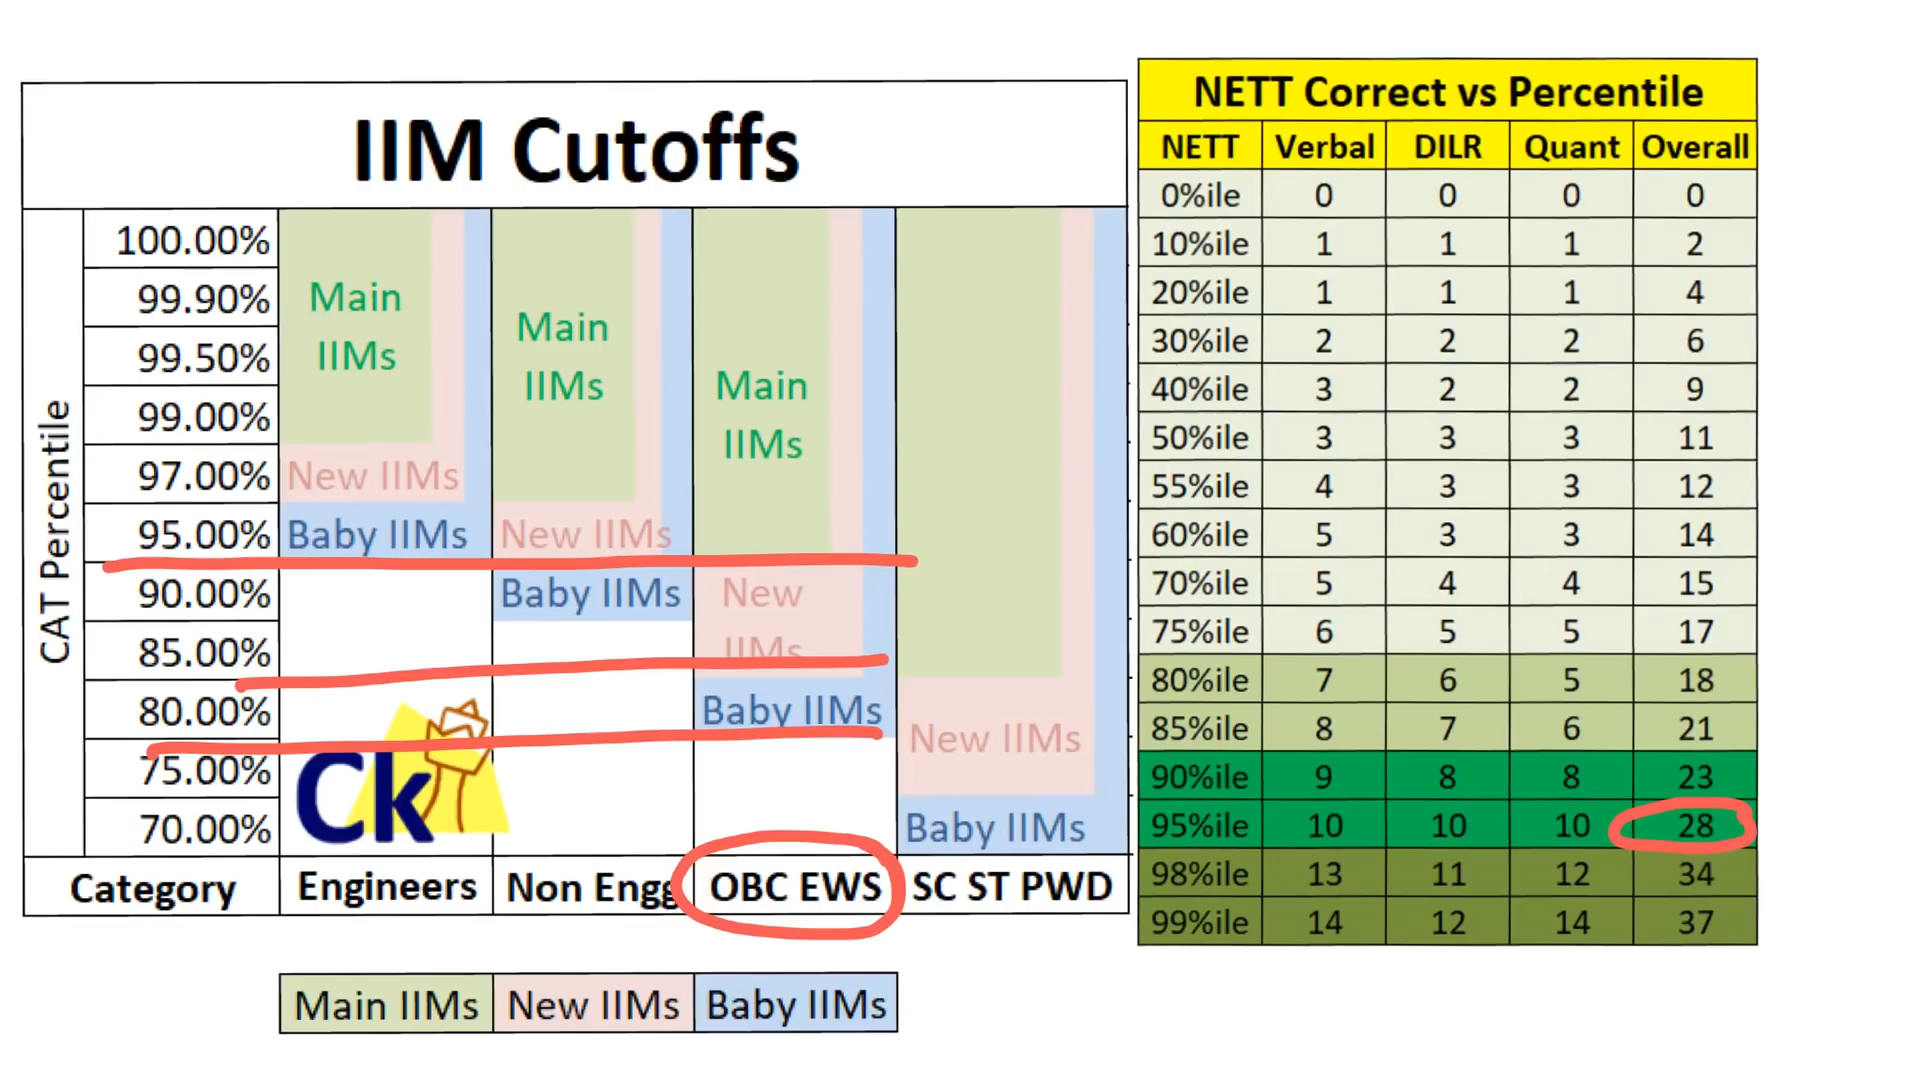 IIM Cutoffs
CAT Percentile
100.00%
99.90%
99.50%
99.00%
97.00%
95.00%
90.00%
85.00%
80.00%
75.00%
70.00%
Main
IIMs
New IIMs
Baby IIMs
Main
IIMs
New IIMs
Baby IIMs
Main
IIMs
New
IIMs
Baby IIMs
New IIMs
Baby IIMs
Ck
Category Engineers Non Engg OBC EWS SC ST PWD
Main IIMs New IIMs Baby IIMs
NETT Correct vs Percentile
NETT Verbal DILR Quant Overall
0%ile 0 0 0 0
10%ile 1 1 1 2
20%ile 1 1 1 4
30%ile 2 2 2 6
40%ile 3 2 2 9
50%ile 3 3 3 11
55%ile 4 3 3 12
60%ile 5 3 3 14
70%ile 5 4 4 15
75%ile 6 5 5 17
80%ile 7 6 5 18
85%ile 8 7 6 21
90%ile 9 8 8 23
95%ile 10 10 10 28
98%ile 13 11 12 34
99%ile 14 12 14 37